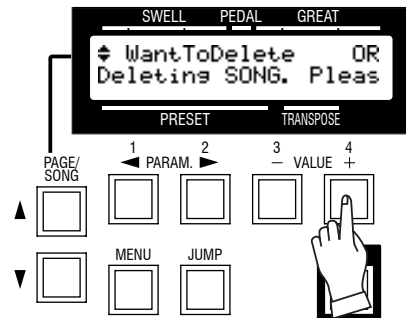 SWELL PEDAL GREAT
WantToDelete OR
Deleting SONG. Pleas
PRESET TRANSPOSE
1 2 3 4
PAGE/
SONG
◄ PARAM. ► − VALUE +
▲
▼
MENU JUMP